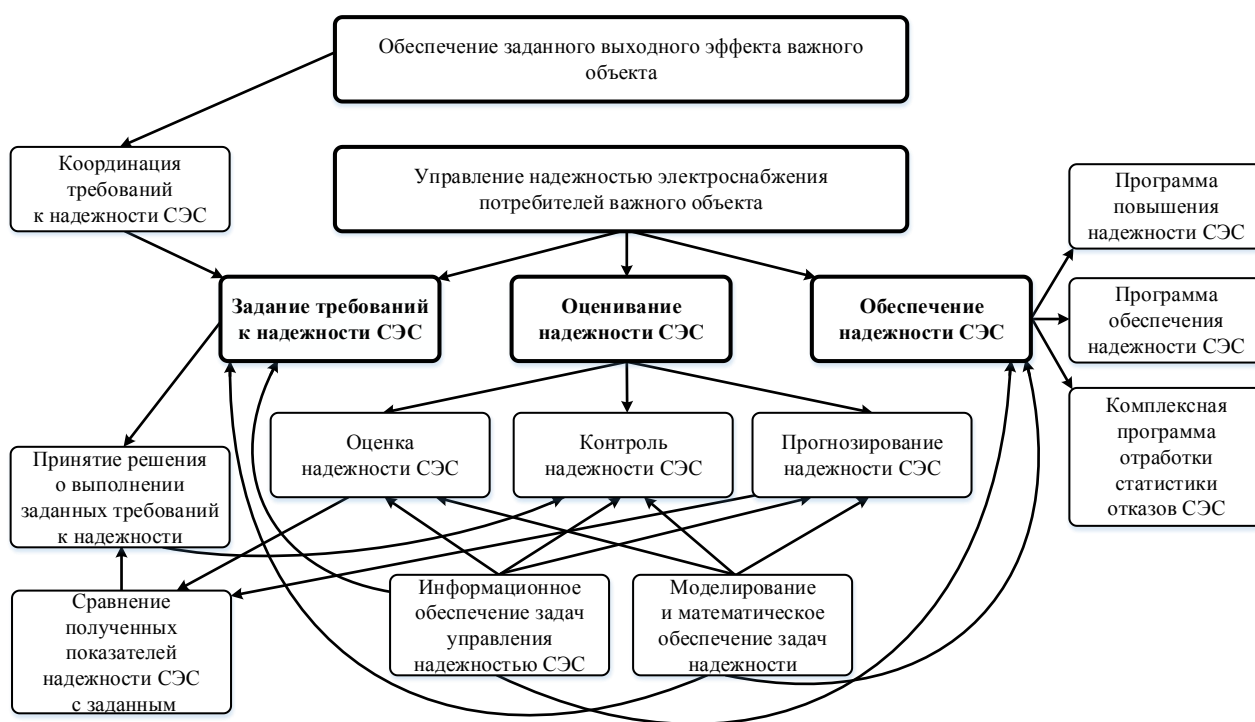 Обеспечение заданного выходного эффекта важного
объекта
Координация
требований
к надежности СЭС
Управление надежностью электроснабжения
потребителей важного объекта
Программа
повышения
надежности СЭС
Задание требований
к надежности СЭС
Оценивание
надежности СЭС
Обеспечение
надежности СЭС
Программа
обеспечения
надежности СЭС
Оценка
надежности СЭС
Контроль
надежности СЭС
Прогнозирование
надежности СЭС
Комплексная
программа
отработки
статистики
отказов СЭС
Принятие решения
о выполнении
заданных требований
к надежности
Сравнение
полученных
показателей
надежности СЭС
с заданным
Информационное
обеспечение задач
управления
надежностью СЭС
Моделирование
и математическое
обеспечение задач
надежности